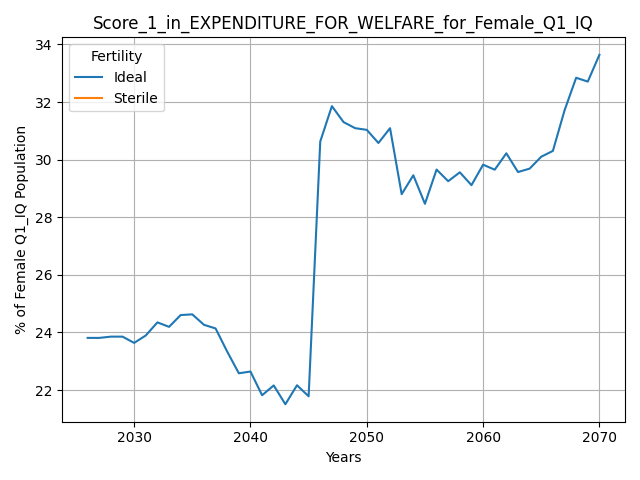 Score_1_in_EXPENDITURE_FOR_WELFARE_for_Female_Q1_IQ
Fertility
Ideal
Sterile
% of Female Q1_IQ Population
34
32
30
28
26
24
22
2030 2040 2050 2060 2070
Years